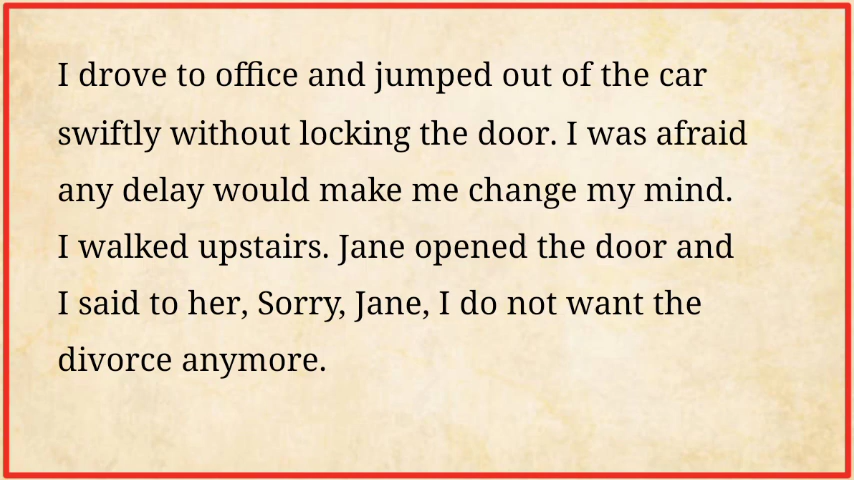 I drove to office and jumped out of the car
swiftly without locking the door. I was afraid
any delay would make me change my mind.
I walked upstairs. Jane opened the door and
I said to her, Sorry, Jane, I do not want the
divorce anymore.